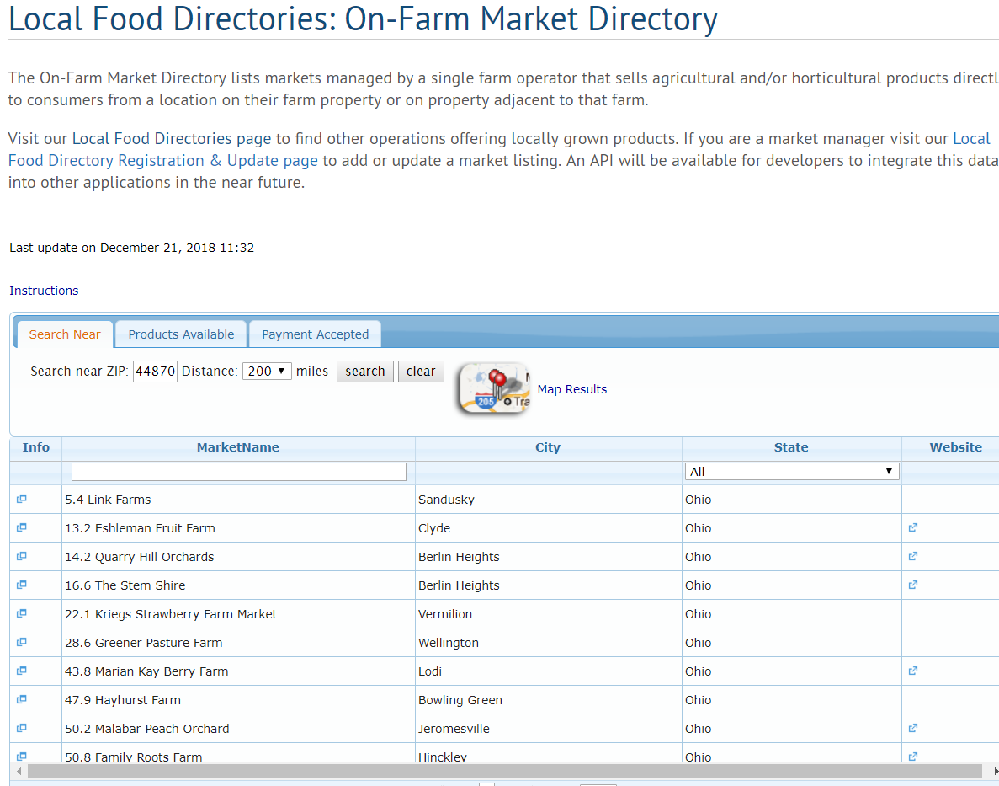 Local Food Directories: On-Farm Market Directory
The On-Farm Market Directory lists markets managed by a single farm operator that sells agricultural and/or horticultural products directl
to consumers from a location on their farm property or on property adjacent to that farm.
Visit our Local Food Directories page to find other operations offering locally grown products. If you are a market manager visit our Local
Food Directory Registration & Update page to add or update a market listing. An API will be available for developers to integrate this data
into other applications in the near future.
Last update on December 21, 2018 11:32
Instructions
Search Near Products Available Payment Accepted
Search near ZIP: 44870 Distance: 200 miles search clear 205 Tra Map Results
Info MarketName City State Website
All
5.4 Link Farms Sandusky Ohio
13.2 Eshleman Fruit Farm Clyde Ohio
14.2 Quarry Hill Orchards Berlin Heights Ohio
16.6 The Stem Shire Berlin Heights Ohio
22.1 Kriegs Strawberry Farm Market Vermilion Ohio
28.6 Greener Pasture Farm Wellington Ohio
43.8 Marian Kay Berry Farm Lodi Ohio
47.9 Hayhurst Farm Bowling Green Ohio
50.2 Malabar Peach Orchard Jeromesville Ohio
50.8 Family Roots Farm Hinckley Ohio